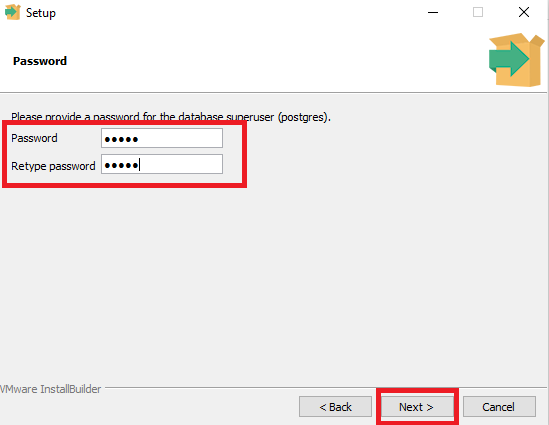 Setup
Password
Please provide a password for the database superuser (postgres).
Password •••••
Retype password •••••
VMware InstallBuilder
< Back Next > Cancel